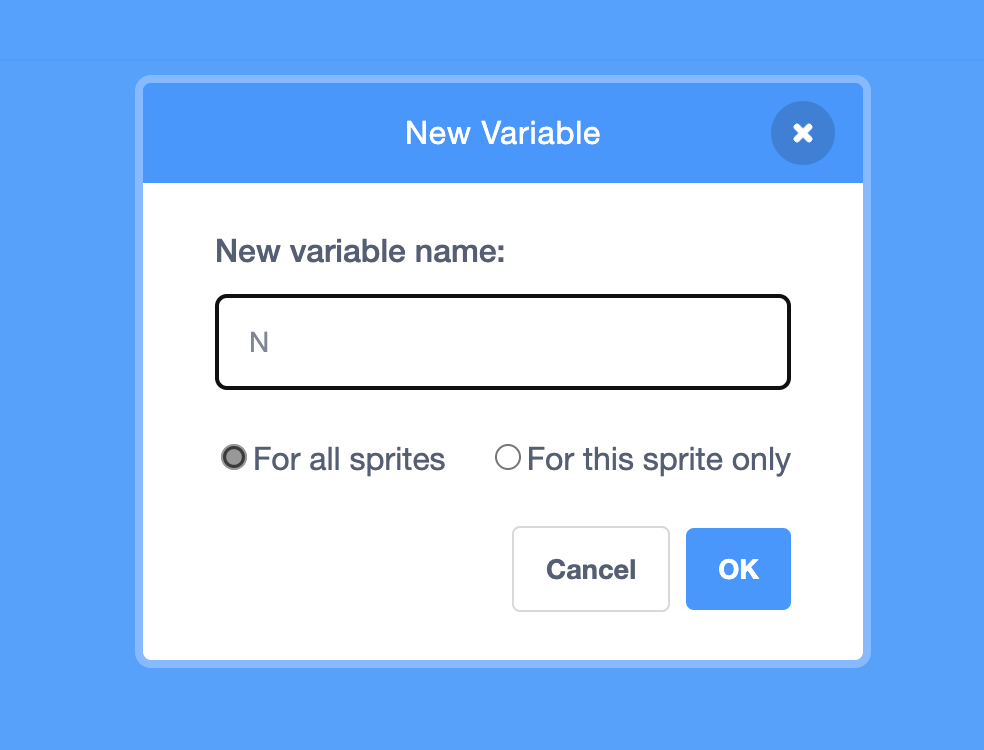 New Variable
New variable name:
N
For all sprites For this sprite only
Cancel OK